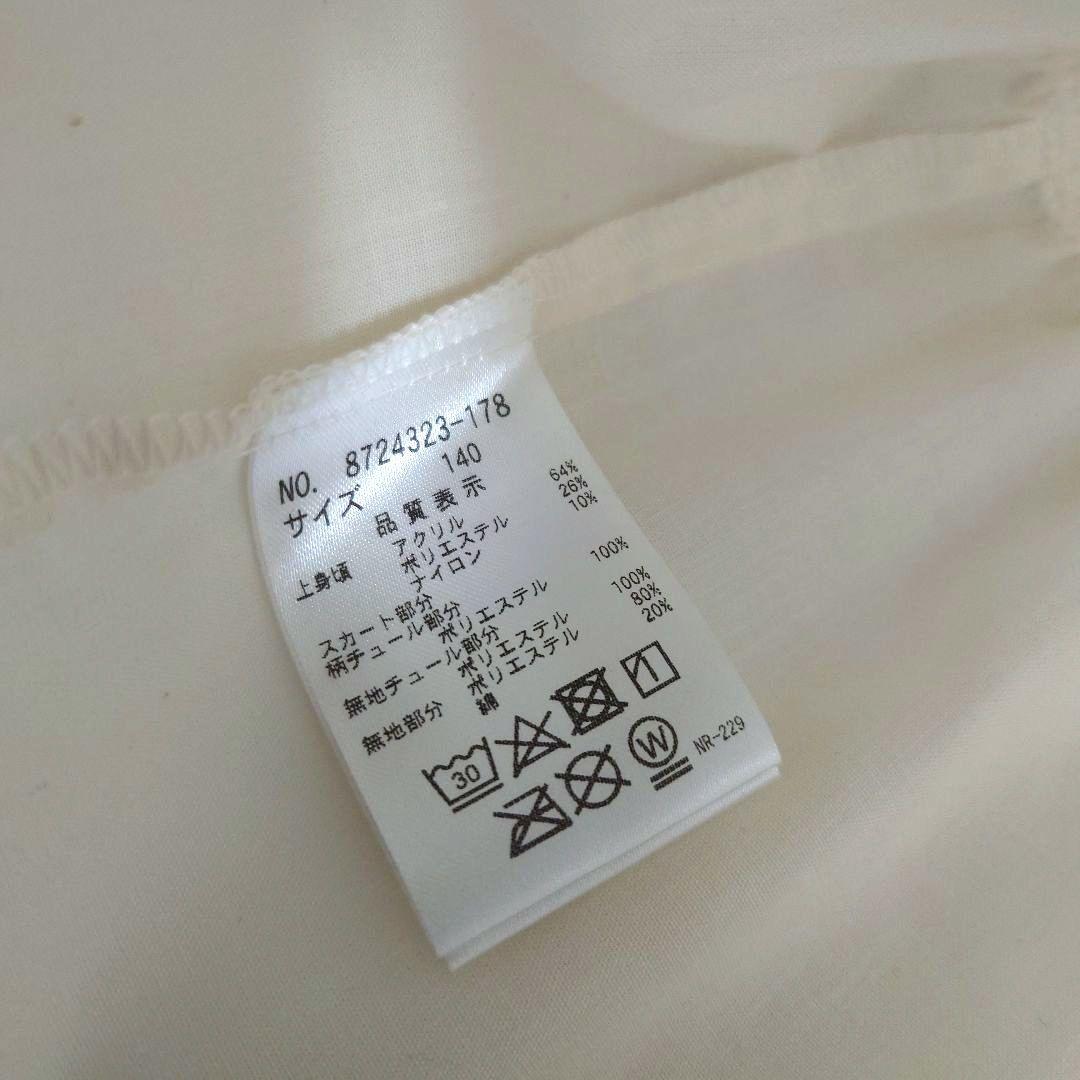 NO. 8724323-178
サイズ 140
品質表示
上身頃 アクリル 64%
ポリエステル 26%
ナイロン 10%
スカート部分
柄チュール部分
ポリエステル 100%
無地チュール部分
ポリエステル 100%
無地部分 ポリエステル 80%
綿 20%
30
W
NR-229